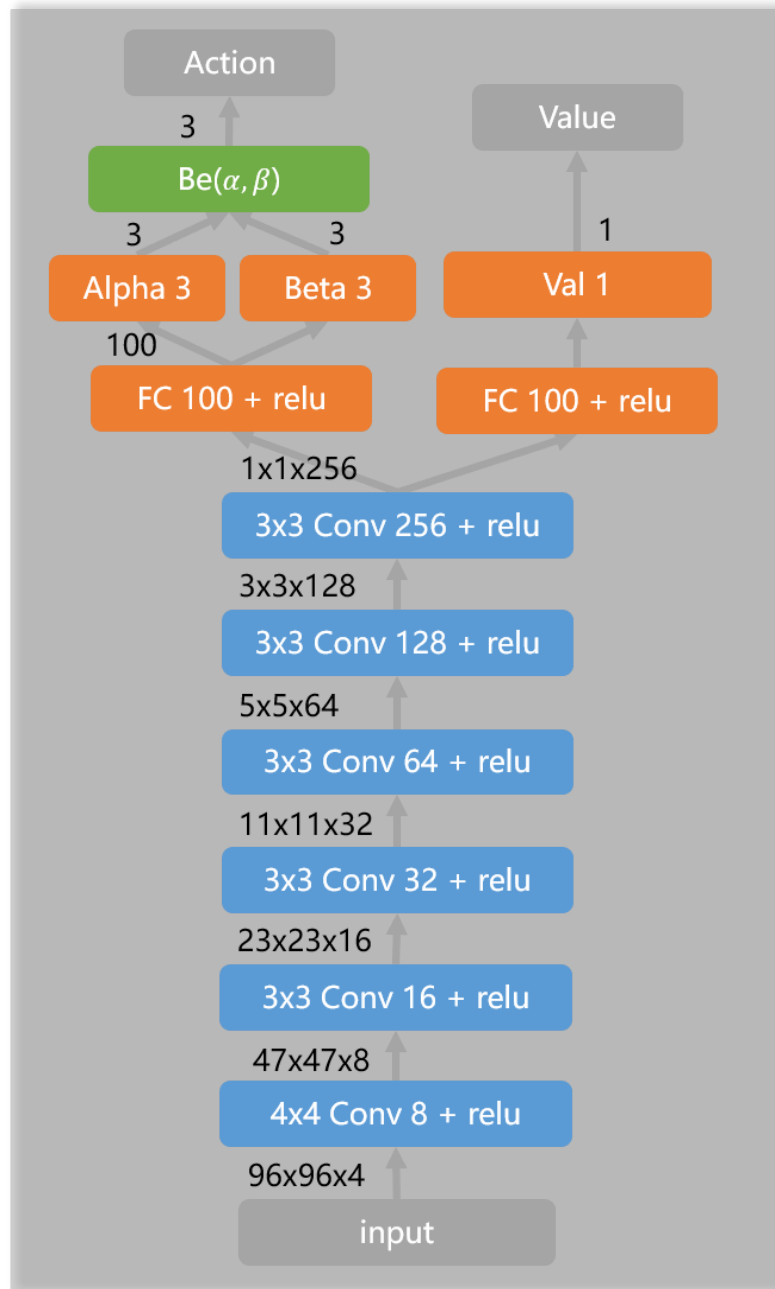 Action
Value
3
Be(α, β)
3
3
1
Alpha 3
Beta 3
Val 1
100
FC 100 + relu
FC 100 + relu
1x1x256
3x3 Conv 256 + relu
3x3x128
3x3 Conv 128 + relu
5x5x64
3x3 Conv 64 + relu
11x11x32
3x3 Conv 32 + relu
23x23x16
3x3 Conv 16 + relu
47x47x8
4x4 Conv 8 + relu
96x96x4
input